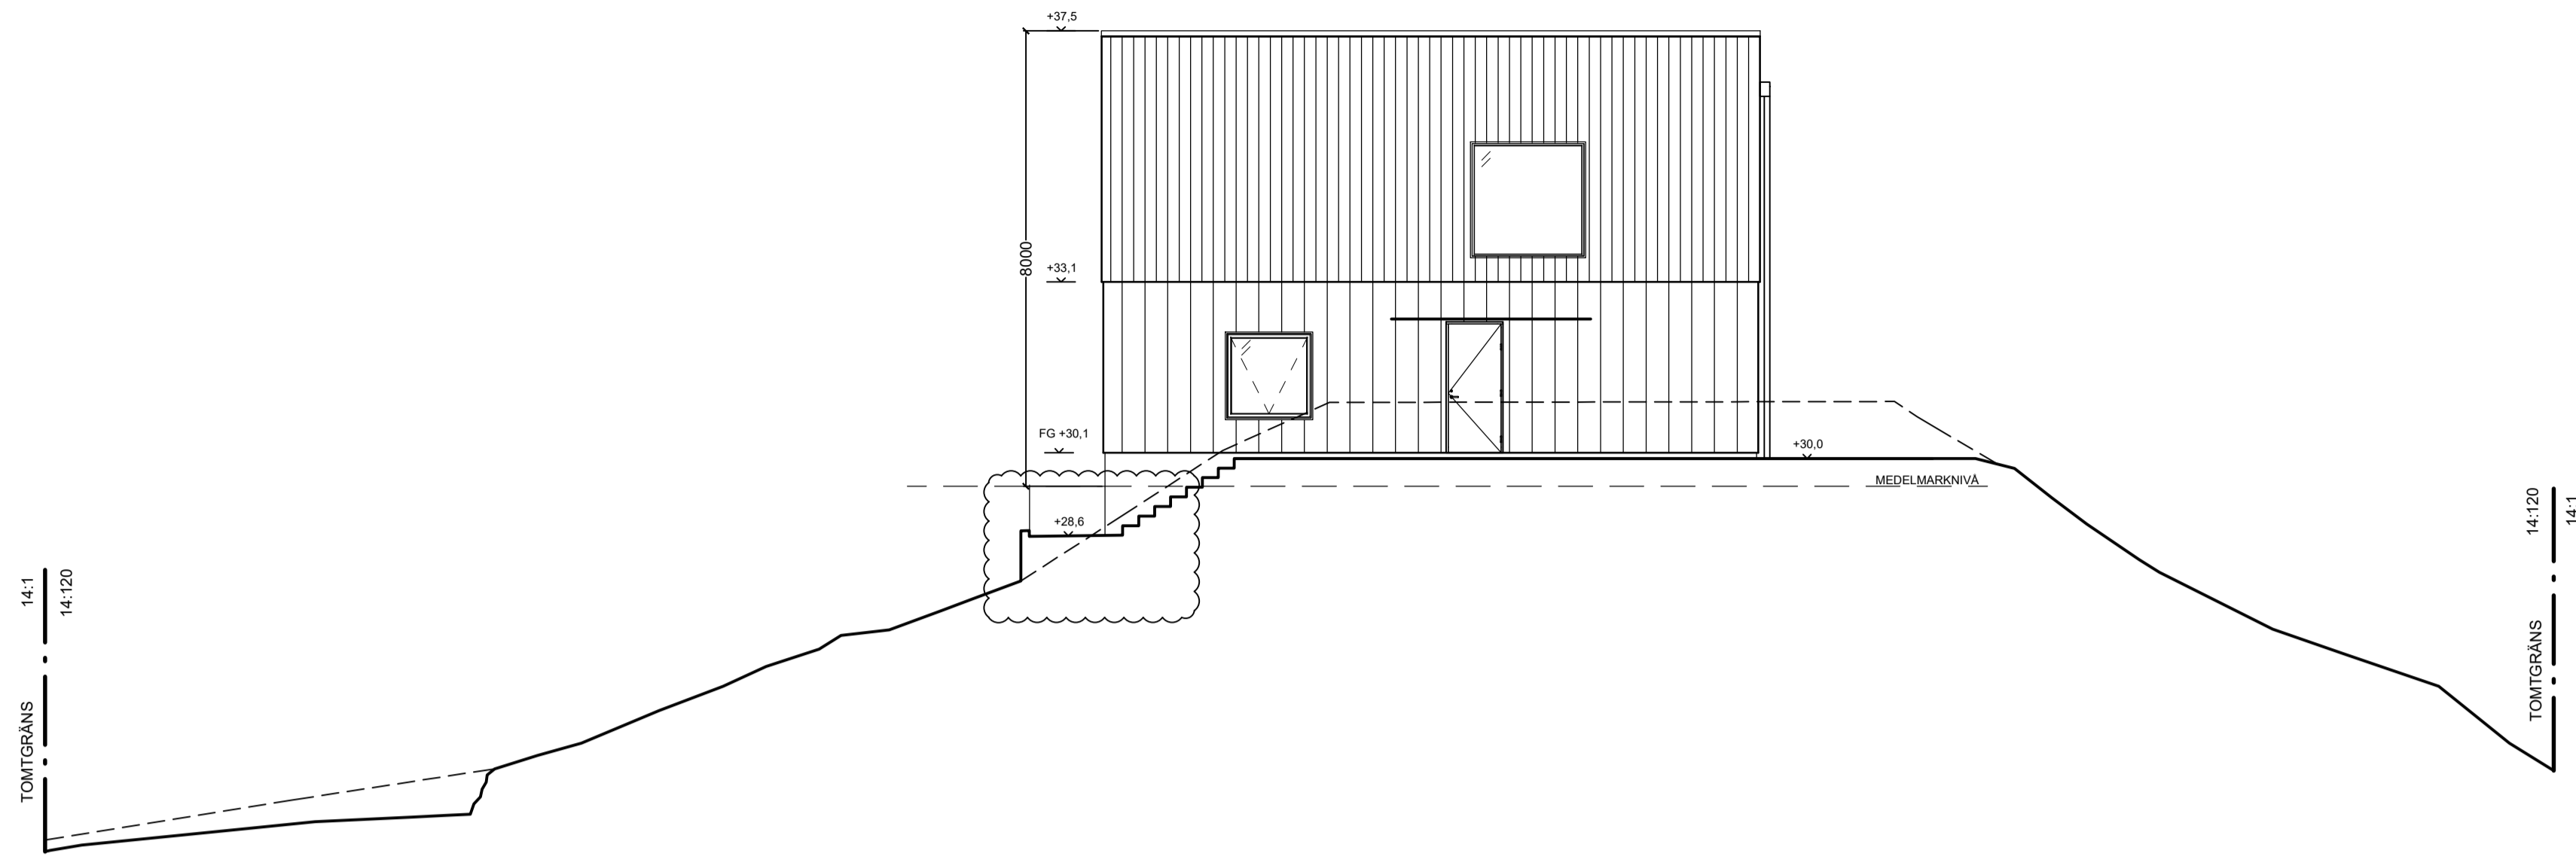 +37,5
8000
+33,1
FG +30,1
+30,0
MEDELMARKNIVÅ
+28,6
14:1
14:120
TOMTGRÄNS
14:120
14:1
TOMTGRÄNS